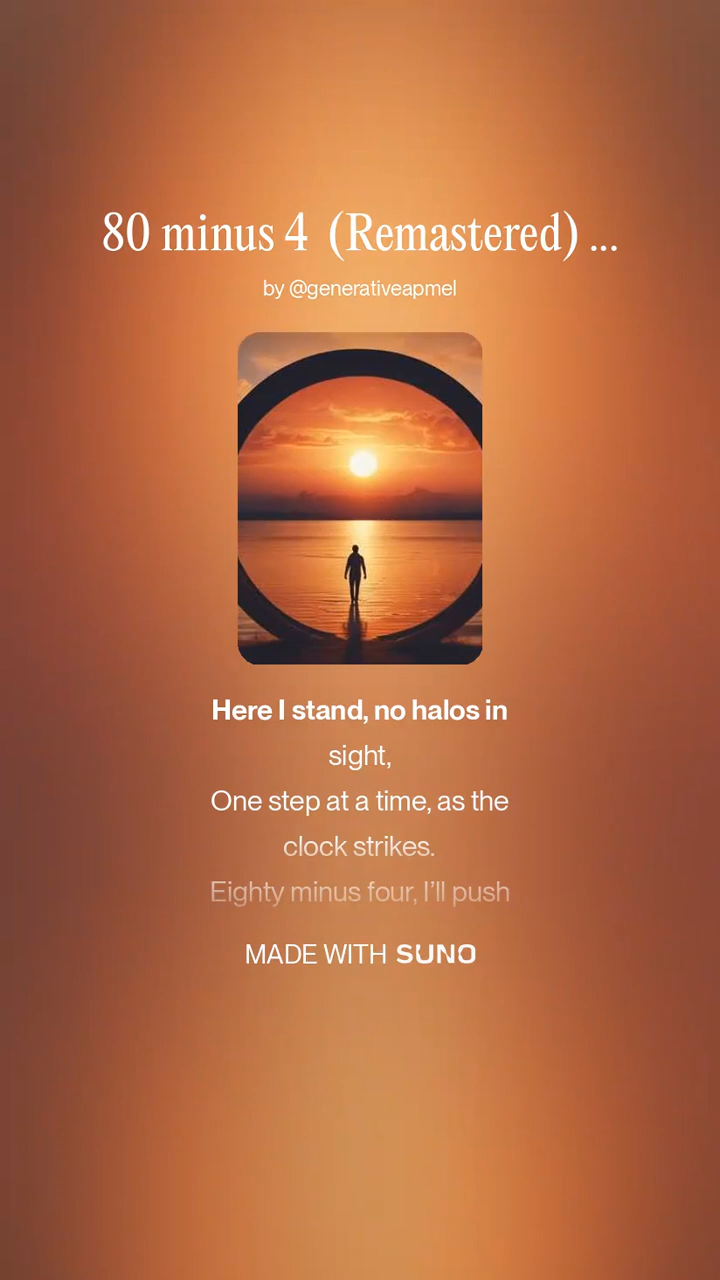 80 minus 4 (Remastered) ...
by @generativeapmel
Here I stand, no halos in
sight,
One step at a time, as the
clock strikes.
Eighty minus four, I’ll push
MADE WITH SUNO